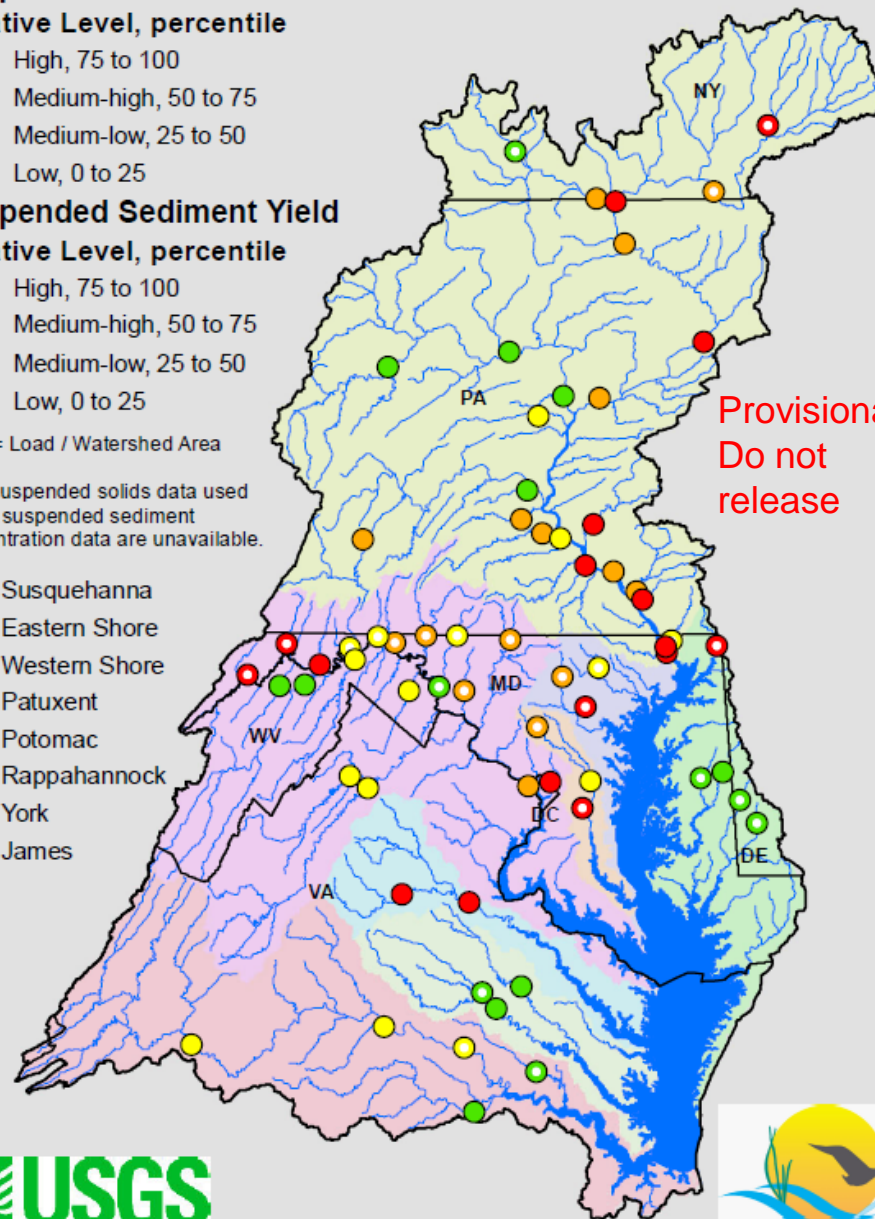 ative Level, percentile
High, 75 to 100
Medium-high, 50 to 75
Medium-low, 25 to 50
Low, 0 to 25
spended Sediment Yield
ative Level, percentile
High, 75 to 100
Medium-high, 50 to 75
Medium-low, 25 to 50
Low, 0 to 25
= Load / Watershed Area
uspended solids data used
suspended sediment
ntration data are unavailable.
Susquehanna
Eastern Shore
Western Shore
Patuxent
Potomac
Rappahannock
York
James
NY
PA
Provisiona
Do not
release
MD
WV
DC
DE
VA
USGS